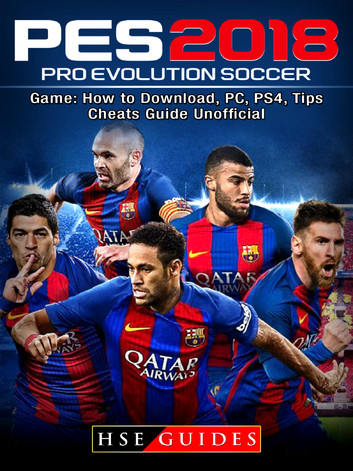 PES2018
PRO EVOLUTION SOCCER
Game: How to Download, PC, PS4, Tips
Cheats Guide Unofficial
QATAR
AIRWAYS
QATAR
AIRWAYS
QATAR
AIRWAYS
HSE GUIDES